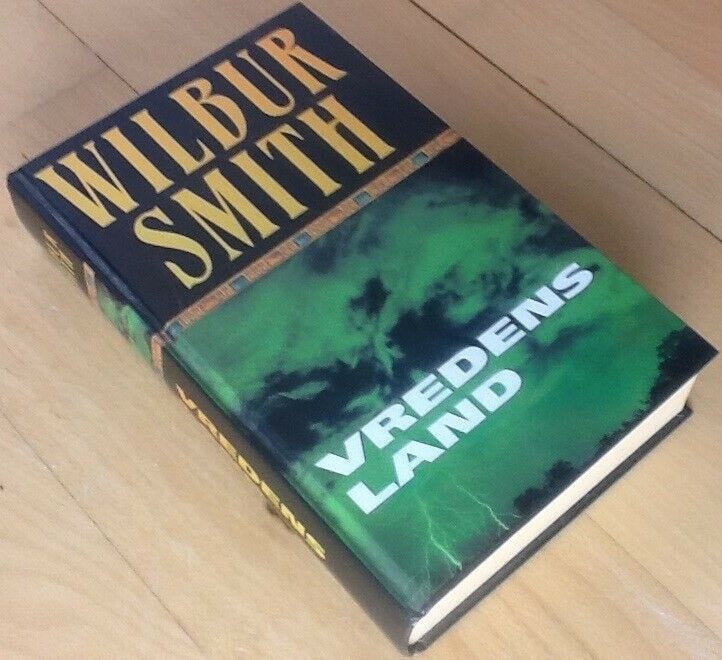 WILBUR
SMITH
VREDENS
LAND
VREDENS